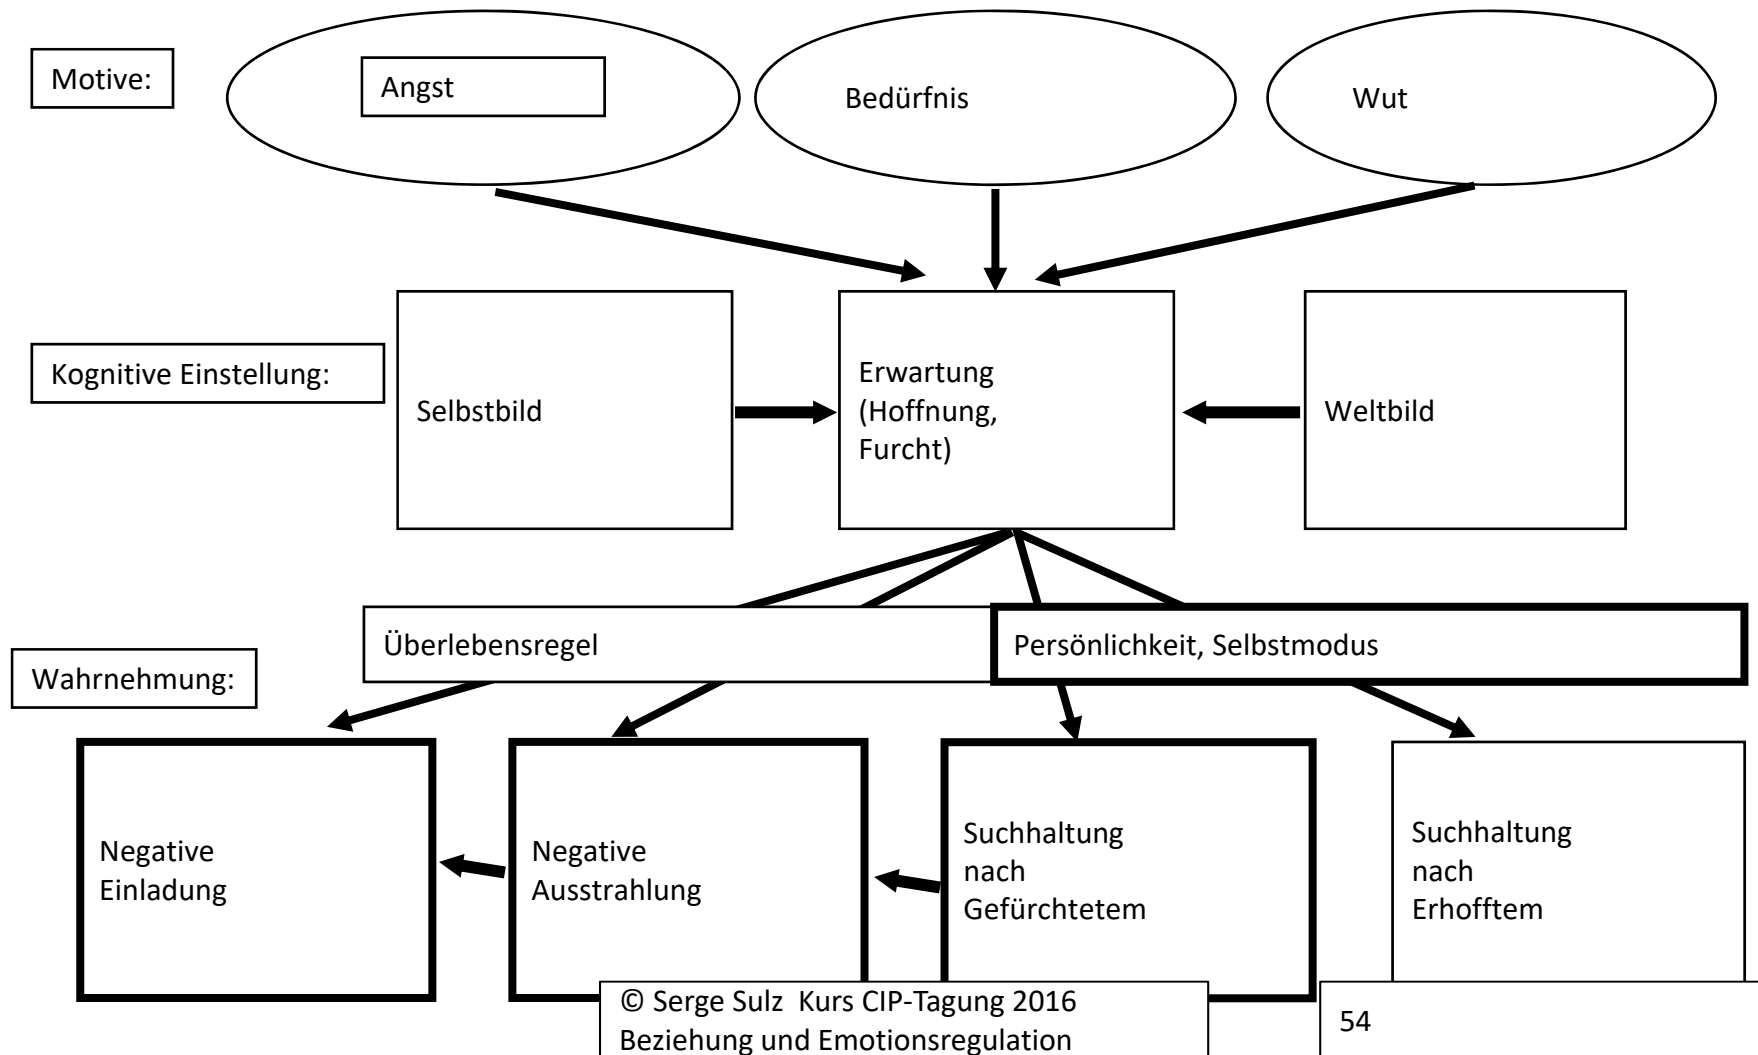 Motive:
Angst
Bedürfnis
Wut
Kognitive Einstellung:
Selbstbild
Erwartung
(Hoffnung,
Furcht)
Weltbild
Überlebensregel
Persönlichkeit, Selbstmodus
Wahrnehmung:
Negative
Einladung
Negative
Ausstrahlung
Suchhaltung
nach
Gefürchtetem
Suchhaltung
nach
Erhofftem
© Serge Sulz  Kurs CIP-Tagung 2016
Beziehung und Emotionsregulation
54